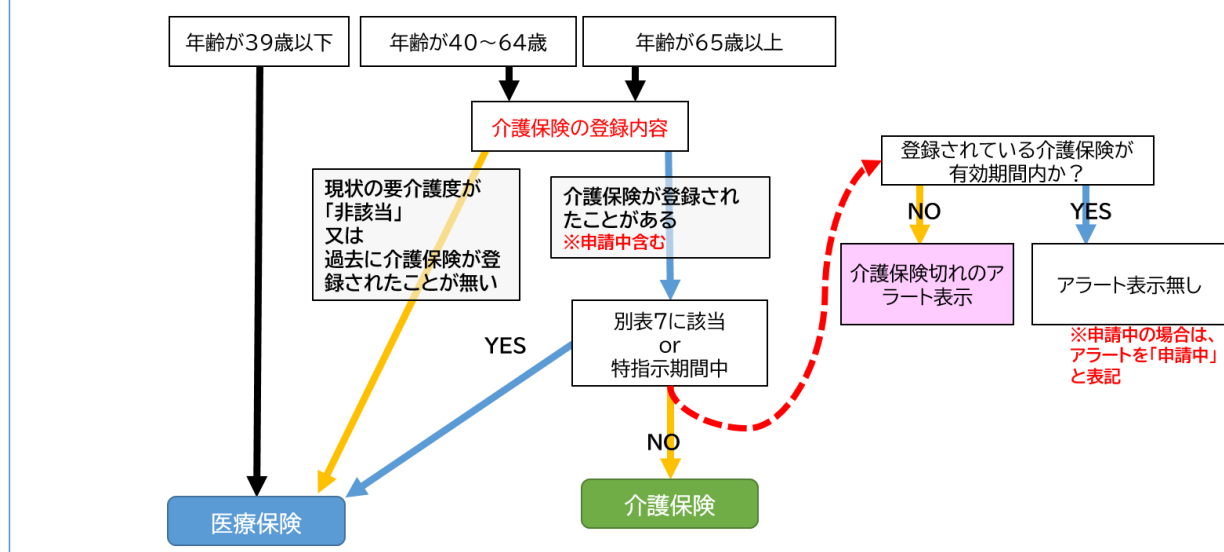 年齢が39歳以下
年齢が40～64歳
年齢が65歳以上
介護保険の登録内容
現状の要介護度が
「非該当」
又は
過去に介護保険が登
録されたことが無い
介護保険が登録され
たことがある
※申請中含む
別表7に該当
or
特指示期間中
YES
NO
医療保険
介護保険
登録されている介護保険が
有効期間内か？
NO
YES
介護保険切れのア
ラート表示
アラート表示無し
※申請中の場合は、
アラートを「申請中」
と表記